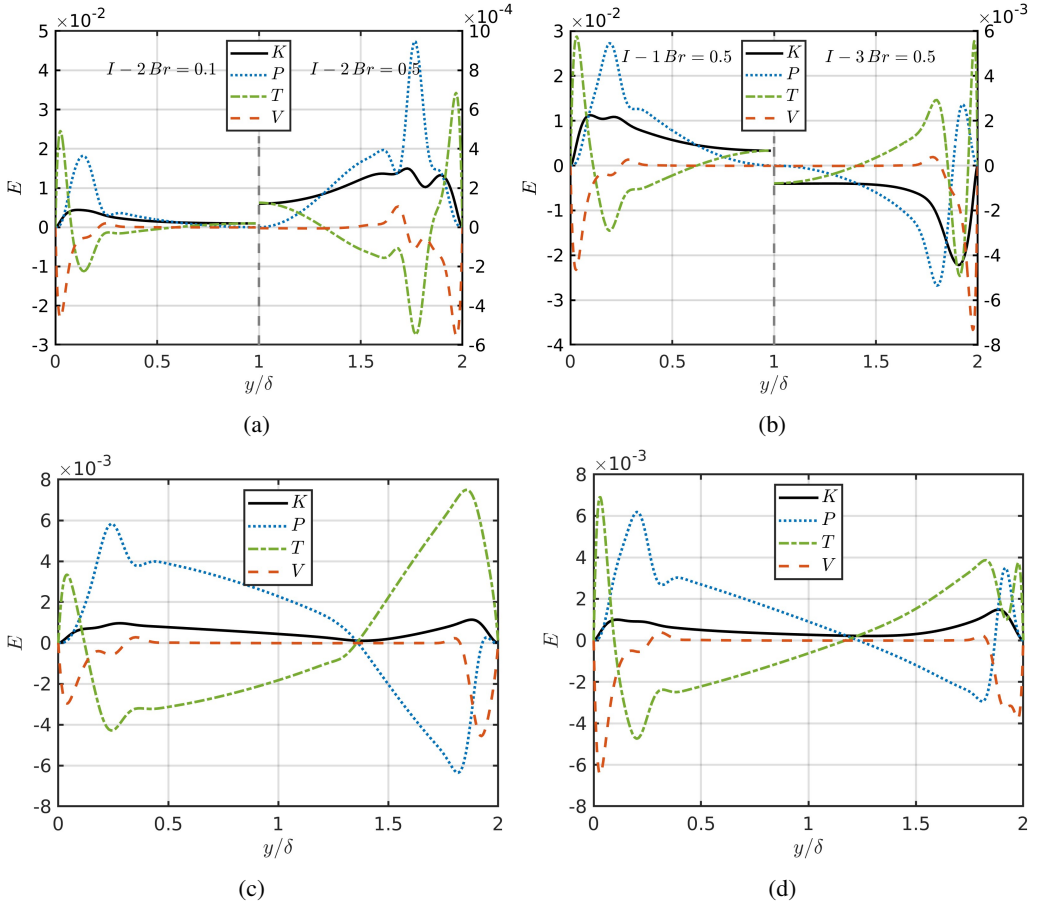 ×10⁻² 10 ×10⁻⁴
5
4 I − 2 Br = 0.1 K I − 2 Br = 0.5 8
3 P 6
2 T 4
1 V 2
E 0 0
-1 -2
-2 -4
-3 -6
0 0.5 1 1.5 2
y/δ
(a)
×10⁻² 6 ×10⁻³
3
I − 1 Br = 0.5 K I − 3 Br = 0.5
2 P 4
1 T 2
V
E 0 0
-1 -2
-2 -4
-3 -6
-4 -8
0 0.5 1 1.5 2
y/δ
(b)
×10⁻³
8
6 K
4 P
2 T
E 0 V
-2
-4
-6
-8
0 0.5 1 1.5 2
y/δ
(c)
×10⁻³
8
6 K
4 P
2 T
E 0 V
-2
-4
-6
-8
0 0.5 1 1.5 2
y/δ
(d)